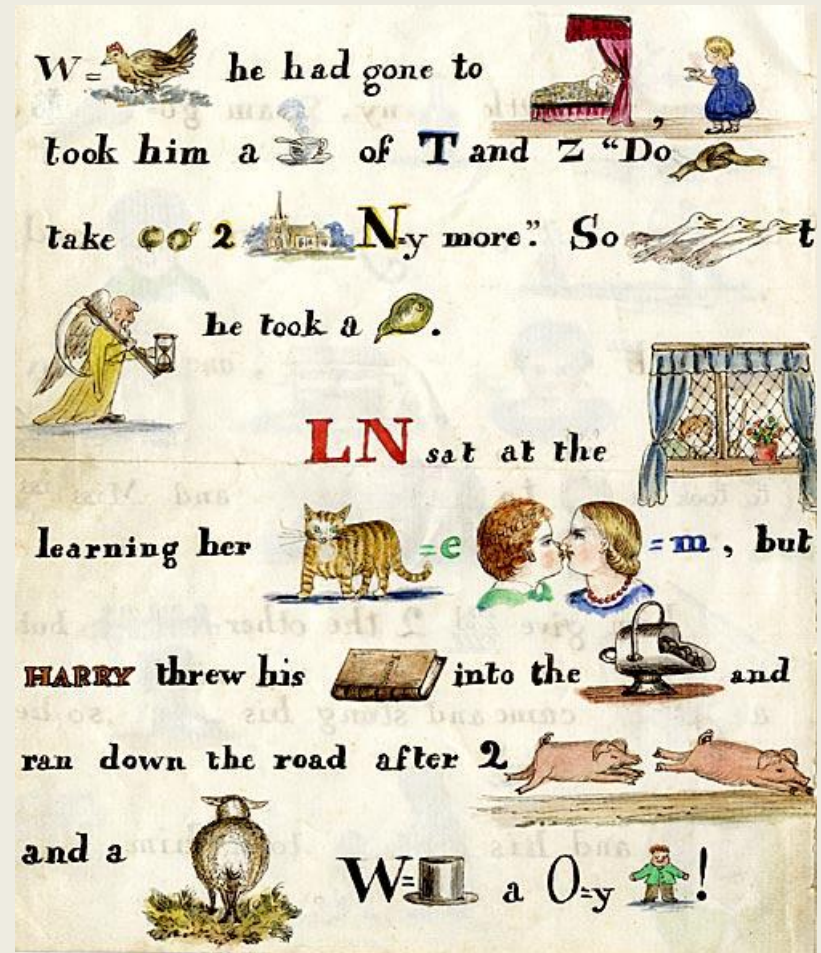 W= he had gone to ,
took him a of T and Z "Do
take 2 N=y more". So t
he took a .
LN sat at the
learning her =e =m , but
HARRY threw his into the and
ran down the road after 2
and a W= a O=y !